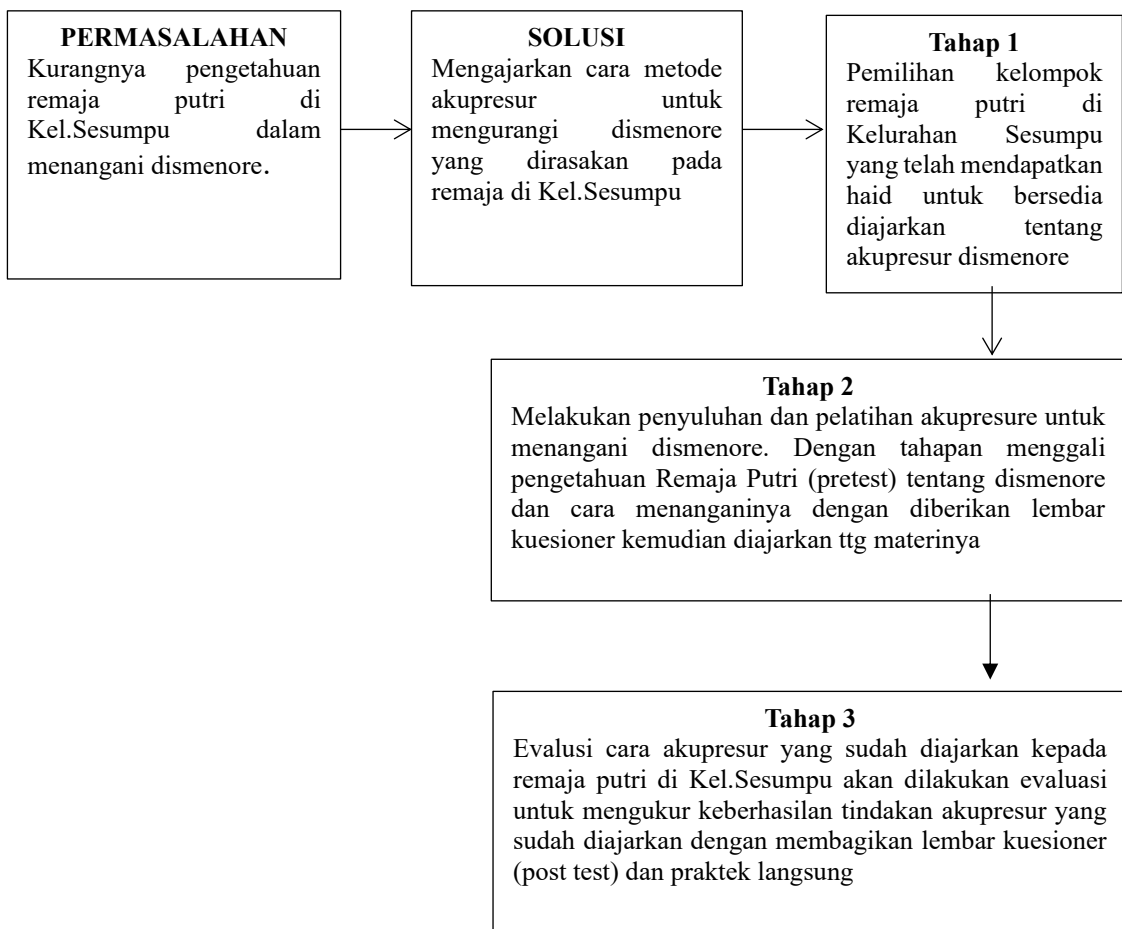 PERMASALAHAN
Kurangnya pengetahuan
remaja putri di
Kel.Sesumpu dalam
menangani dismenore.
SOLUSI
Mengajarkan cara metode
akupresur untuk
mengurangi dismenore
yang dirasakan pada
remaja di Kel.Sesumpu
Tahap 1
Pemilihan kelompok
remaja putri di
Kelurahan Sesumpu
yang telah mendapatkan
haid untuk bersedia
diajarkan tentang
akupresur dismenore
Tahap 2
Melakukan penyuluhan dan pelatihan akupresure untuk
menangani dismenore. Dengan tahapan menggali
pengetahuan Remaja Putri (pretest) tentang dismenore
dan cara menanganinya dengan diberikan lembar
kuesioner kemudian diajarkan ttg materinya
Tahap 3
Evalusi cara akupresur yang sudah diajarkan kepada
remaja putri di Kel.Sesumpu akan dilakukan evaluasi
untuk mengukur keberhasilan tindakan akupresur yang
sudah diajarkan dengan membagikan lembar kuesioner
(post test) dan praktek langsung